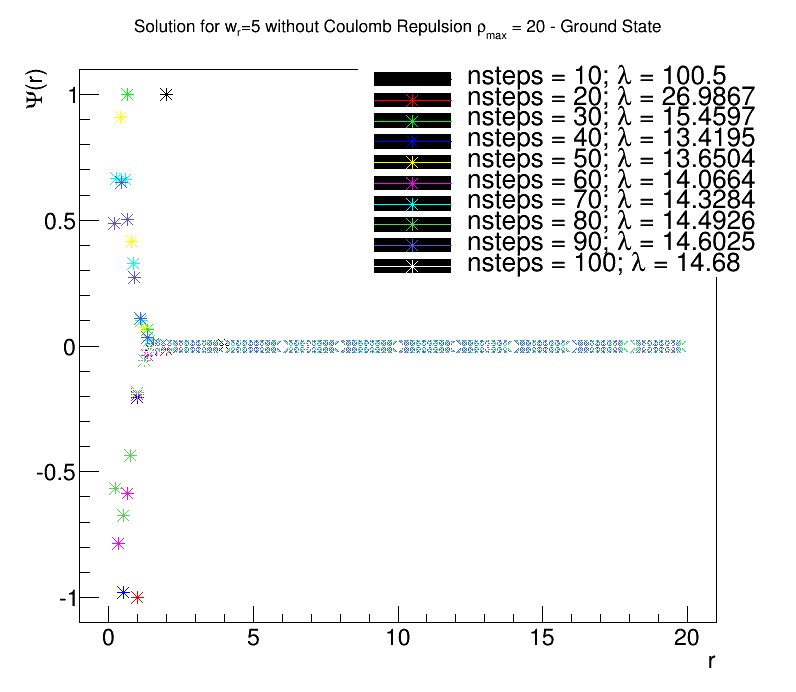 Solution for wr=5 without Coulomb Repulsion ρmax = 20 - Ground State
Ψ(r)
nsteps = 10; λ = 100.5
nsteps = 20; λ = 26.9867
nsteps = 30; λ = 15.4597
nsteps = 40; λ = 13.4195
nsteps = 50; λ = 13.6504
nsteps = 60; λ = 14.0664
nsteps = 70; λ = 14.3284
nsteps = 80; λ = 14.4926
nsteps = 90; λ = 14.6025
nsteps = 100; λ = 14.68
1
0.5
0
-0.5
-1
0 5 10 15 20
r